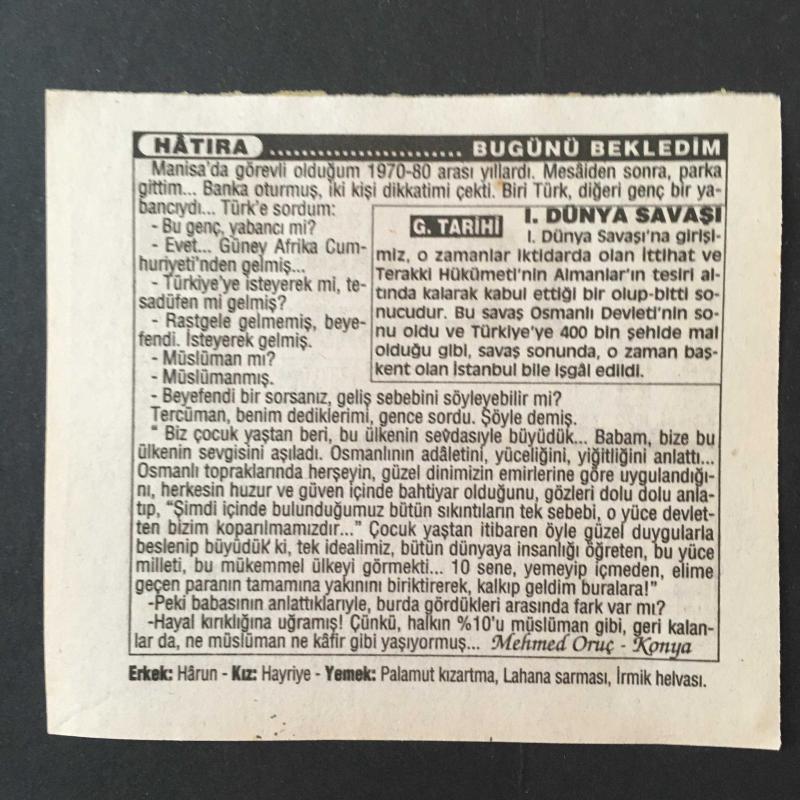 HÂTIRA ........................ BUGÜNÜ BEKLEDİM
Manisa'da görevli olduğum 1970-80 arası yıllardı. Mesâiden sonra, parka
gittim... Banka oturmuş, iki kişi dikkatimi çekti. Biri Türk, diğeri genç bir ya-
bancıydı... Türk'e sordum:
- Bu genç, yabancı mi?
- Evet... Güney Afrika Cum-
huriyeti'nden gelmiş...
- Türkiye'ye isteyerek mi, te-
sadüfen mi gelmiş?
- Rastgele gelmemiş, beye-
fendi. İsteyerek gelmiş.
- Müslüman mı?
- Müslümanmış.
G. TARİHİ I. DÜNYA SAVAŞI
I. Dünya Savaşı'na girişi-
miz, o zamanlar iktidarda olan İttihat ve
Terakki Hükümeti'nin Almanlar'ın tesiri al-
tında kalarak kabul ettiği bir olup-bitti so-
nucudur. Bu savaş Osmanlı Devleti'nin so-
nu oldu ve Türkiye'ye 400 bin şehide mal
olduğu gibi, savaş sonunda, o zaman baş-
kent olan İstanbul bile işgâl edildi.
- Beyefendi bir sorsanız, geliş sebebini söyleyebilir mi?
Tercüman, benim dediklerimi, gence sordu. Şöyle demiş.
" Biz çocuk yaştan beri, bu ülkenin sevdasıyle büyüdük... Babam, bize bu
ülkenin sevgisini aşıladı. Osmanlının adâletini, yüceliğini, yiğitliğini anlattı...
Osmanlı topraklarında herşeyin, güzel dinimizin emirlerine göre uygulandığı-
nı, herkesin huzur ve güven içinde bahtiyar olduğunu, gözleri dolu dolu anla-
tıp, "Şimdi içinde bulunduğumuz bütün sıkıntıların tek sebebi, o yüce devlet-
ten bizim koparılmamızdır..." Çocuk yaştan itibaren öyle güzel duygularla
beslenip büyüdük ki, tek idealimiz, bütün dünyaya insanlığı öğreten, bu yüce
milleti, bu mükemmel ülkeyi görmekti... 10 sene, yemeyip içmeden, elime
geçen paranın tamamına yakınını biriktirerek, kalkıp geldim buralara!"
-Peki babasının anlattıklarıyle, burda gördükleri arasında fark var mı?
-Hayal kırıklığına uğramış! Çünkü, halkın %10'u müslüman gibi, geri kalan-
lar da, ne müslüman ne kâfir gibi yaşıyormuş... Mehmed Oruç - Konya
Erkek: Hârun - Kız: Hayriye - Yemek: Palamut kızartma, Lahana sarması, İrmik helvası.